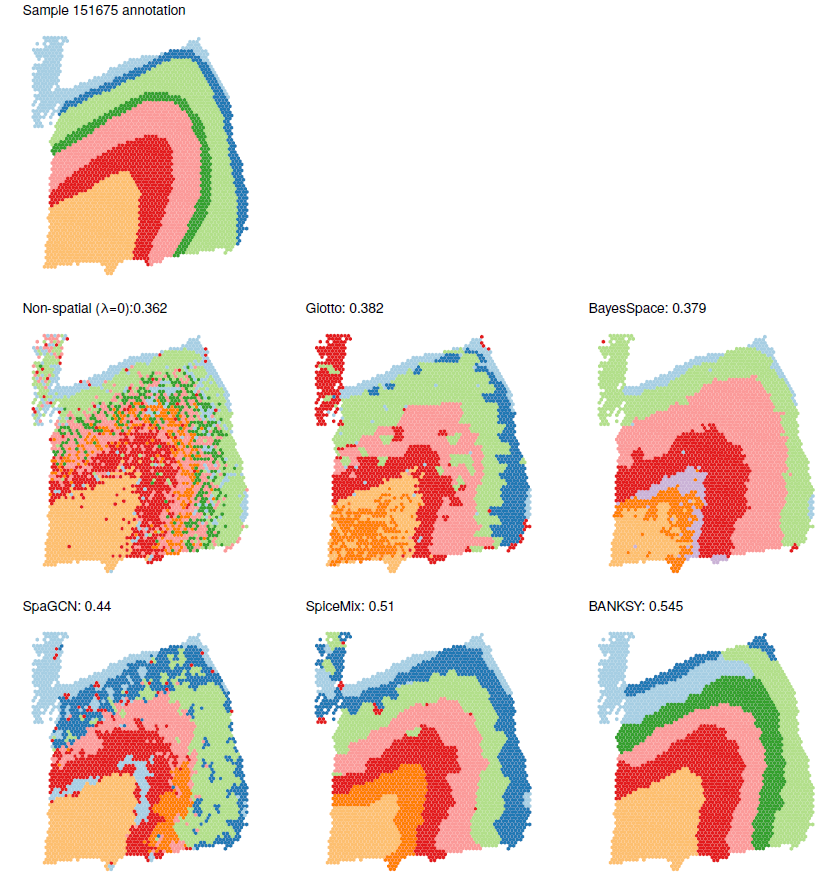 Sample 151675 annotation
Non-spatial (λ=0):0.362
Giotto: 0.382
BayesSpace: 0.379
SpaGCN: 0.44
SpiceMix: 0.51
BANKSY: 0.545